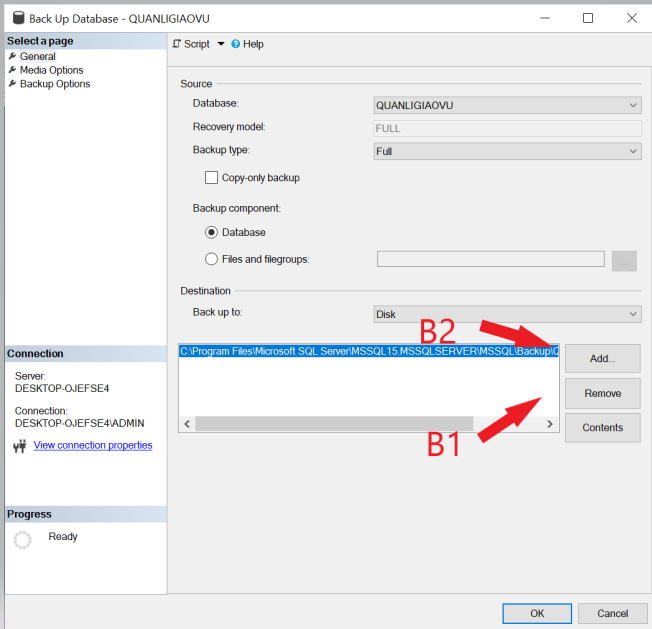 Back Up Database - QUANLIGIAOVU
Select a page
General
Media Options
Backup Options
Script
Help
Source
Database:
QUANLIGIAOVU
Recovery model:
FULL
Backup type:
Full
Copy-only backup
Backup component:
Database
Files and filegroups:
...
Destination
Back up to:
Disk
B2
C:\Program Files\Microsoft SQL Server\MSSQL15.MSSQLSERVER\MSSQL\Backup\Q
Add...
Remove
Contents
B1
Connection
Server:
DESKTOP-OJEFSE4
Connection:
DESKTOP-OJEFSE4\ADMIN
View connection properties
Progress
Ready
OK
Cancel